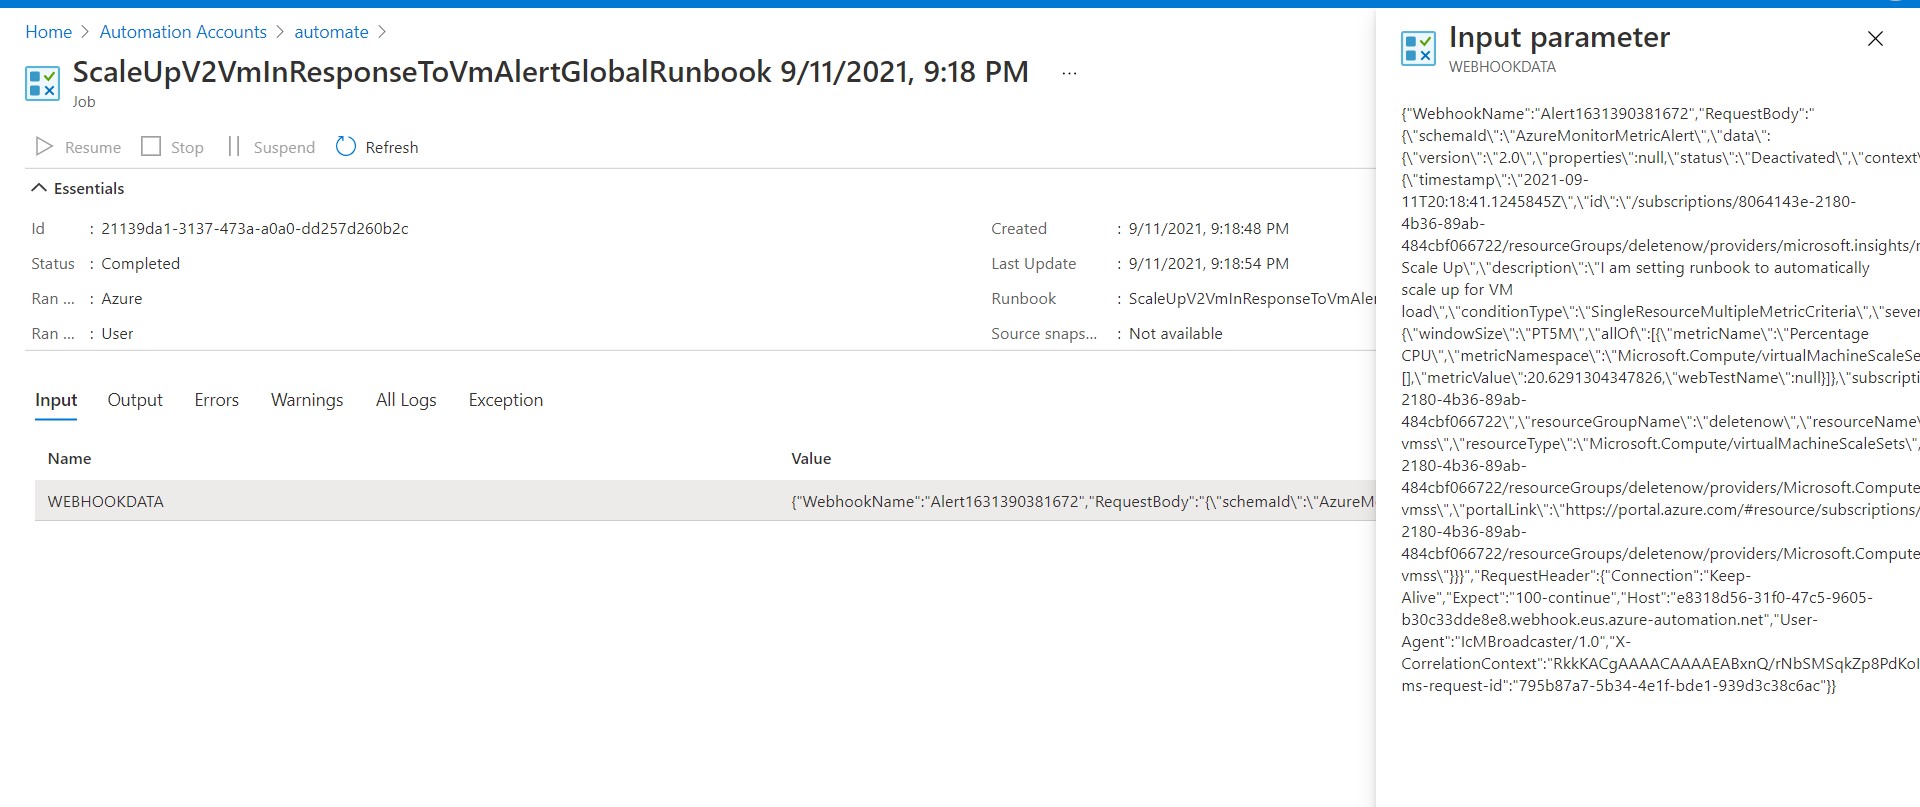 Home > Automation Accounts > automate >
ScaleUpV2VmInResponseToVmAlertGlobalRunbook 9/11/2021, 9:18 PM ...
Job
Resume Stop Suspend Refresh
Essentials
Id : 21139da1-3137-473a-a0a0-dd257d260b2c
Created : 9/11/2021, 9:18:48 PM
Status : Completed
Last Update : 9/11/2021, 9:18:54 PM
Ran ... : Azure
Runbook : ScaleUpV2VmInResponseToVmAler
Ran ... : User
Source snaps... : Not available
Input Output Errors Warnings All Logs Exception
Name Value
WEBHOOKDATA {"WebhookName":"Alert1631390381672","RequestBody":"{\"schemaId\":\"AzureM
Input parameter
WEBHOOKDATA
{"WebhookName":"Alert1631390381672","RequestBody":"
{\"schemaId\":\"AzureMonitorMetricAlert\",\"data\":
{\"version\":\"2.0\",\"properties\":null,\"status\":\"Deactivated\",\"context\
{\"timestamp\":\"2021-09-
11T20:18:41.1245845Z\",\"id\":\"/subscriptions/8064143e-2180-
4b36-89ab-
484cbf066722/resourceGroups/deletenow/providers/microsoft.insights/
Scale Up\",\"description\":\"I am setting runbook to automatically
scale up for VM
load\",\"conditionType\":\"SingleResourceMultipleMetricCriteria\",\"sever
{\"windowSize\":\"PT5M\",\"allOf\":[{\"metricName\":\"Percentage
CPU\",\"metricNamespace\":\"Microsoft.Compute/virtualMachineScaleSe
[],\"metricValue\":20.6291304347826,\"webTestName\":null}]},\"subscripti
2180-4b36-89ab-
484cbf066722\",\"resourceGroupName\":\"deletenow\",\"resourceName\
vmss\",\"resourceType\":\"Microsoft.Compute/virtualMachineScaleSets\",
2180-4b36-89ab-
484cbf066722/resourceGroups/deletenow/providers/Microsoft.Compute
vmss\",\"portalLink\":\"https://portal.azure.com/#resource/subscriptions/
2180-4b36-89ab-
484cbf066722/resourceGroups/deletenow/providers/Microsoft.Compute
vmss\"}}}","RequestHeader":{"Connection":"Keep-
Alive","Expect":"100-continue","Host":"e8318d56-31f0-47c5-9605-
b30c33dde8e8.webhook.eus.azure-automation.net","User-
Agent":"IcMBroadcaster/1.0","X-
CorrelationContext":"RkkKACgAAAACAAAAEABxnQ/rNbSMSqkZp8PdKoI
ms-request-id":"795b87a7-5b34-4e1f-bde1-939d3c38c6ac"}}